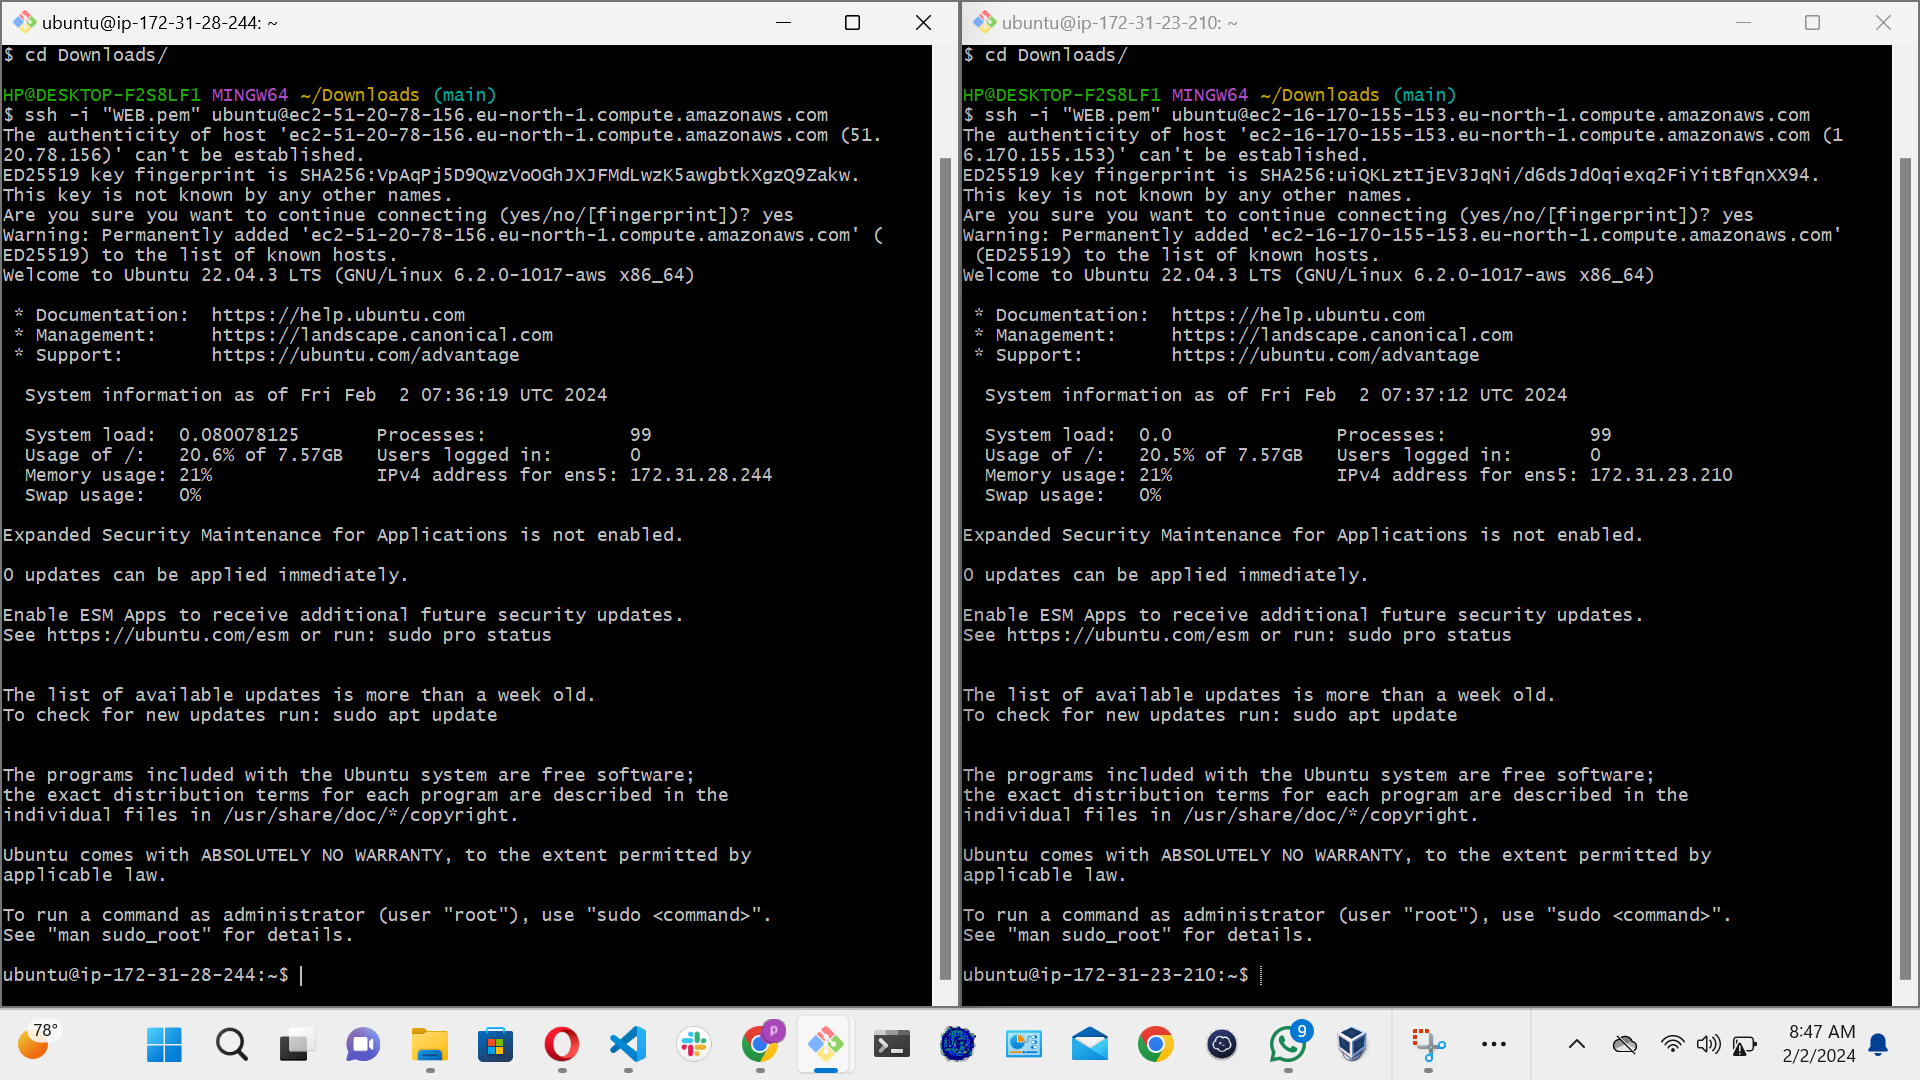 ubuntu@ip-172-31-28-244: ~
$ cd Downloads/
HP@DESKTOP-F2S8LF1 MINGW64 ~/Downloads (main)
$ ssh -i "WEB.pem" ubuntu@ec2-51-20-78-156.eu-north-1.compute.amazonaws.com
The authenticity of host 'ec2-51-20-78-156.eu-north-1.compute.amazonaws.com (51.
20.78.156)' can't be established.
ED25519 key fingerprint is SHA256:VpAqPj5D9QwzVoOGhJXJFMdLwzK5awgbtkXgzQ9Zakw.
This key is not known by any other names.
Are you sure you want to continue connecting (yes/no/[fingerprint])? yes
Warning: Permanently added 'ec2-51-20-78-156.eu-north-1.compute.amazonaws.com' (
ED25519) to the list of known hosts.
Welcome to Ubuntu 22.04.3 LTS (GNU/Linux 6.2.0-1017-aws x86_64)
* Documentation:  https://help.ubuntu.com
* Management:     https://landscape.canonical.com
* Support:        https://ubuntu.com/advantage
System information as of Fri Feb  2 07:36:19 UTC 2024
System load:  0.080078125       Processes:             99
Usage of /:   20.6% of 7.57GB   Users logged in:       0
Memory usage: 21%               IPv4 address for ens5: 172.31.28.244
Swap usage:   0%
Expanded Security Maintenance for Applications is not enabled.
0 updates can be applied immediately.
Enable ESM Apps to receive additional future security updates.
See https://ubuntu.com/esm or run: sudo pro status
The list of available updates is more than a week old.
To check for new updates run: sudo apt update
The programs included with the Ubuntu system are free software;
the exact distribution terms for each program are described in the
individual files in /usr/share/doc/*/copyright.
Ubuntu comes with ABSOLUTELY NO WARRANTY, to the extent permitted by
applicable law.
To run a command as administrator (user "root"), use "sudo <command>".
See "man sudo_root" for details.
ubuntu@ip-172-31-28-244:~$
ubuntu@ip-172-31-23-210: ~
$ cd Downloads/
HP@DESKTOP-F2S8LF1 MINGW64 ~/Downloads (main)
$ ssh -i "WEB.pem" ubuntu@ec2-16-170-155-153.eu-north-1.compute.amazonaws.com
The authenticity of host 'ec2-16-170-155-153.eu-north-1.compute.amazonaws.com (1
6.170.155.153)' can't be established.
ED25519 key fingerprint is SHA256:uiQKLztIjEV3JqNi/d6dsJdOqiexq2FiYitBfqnXX94.
This key is not known by any other names.
Are you sure you want to continue connecting (yes/no/[fingerprint])? yes
Warning: Permanently added 'ec2-16-170-155-153.eu-north-1.compute.amazonaws.com'
(ED25519) to the list of known hosts.
Welcome to Ubuntu 22.04.3 LTS (GNU/Linux 6.2.0-1017-aws x86_64)
* Documentation:  https://help.ubuntu.com
* Management:     https://landscape.canonical.com
* Support:        https://ubuntu.com/advantage
System information as of Fri Feb  2 07:37:12 UTC 2024
System load:  0.0               Processes:             99
Usage of /:   20.5% of 7.57GB   Users logged in:       0
Memory usage: 21%               IPv4 address for ens5: 172.31.23.210
Swap usage:   0%
Expanded Security Maintenance for Applications is not enabled.
0 updates can be applied immediately.
Enable ESM Apps to receive additional future security updates.
See https://ubuntu.com/esm or run: sudo pro status
The list of available updates is more than a week old.
To check for new updates run: sudo apt update
The programs included with the Ubuntu system are free software;
the exact distribution terms for each program are described in the
individual files in /usr/share/doc/*/copyright.
Ubuntu comes with ABSOLUTELY NO WARRANTY, to the extent permitted by
applicable law.
To run a command as administrator (user "root"), use "sudo <command>".
See "man sudo_root" for details.
ubuntu@ip-172-31-23-210:~$
78°
p
9
8:47 AM
2/2/2024